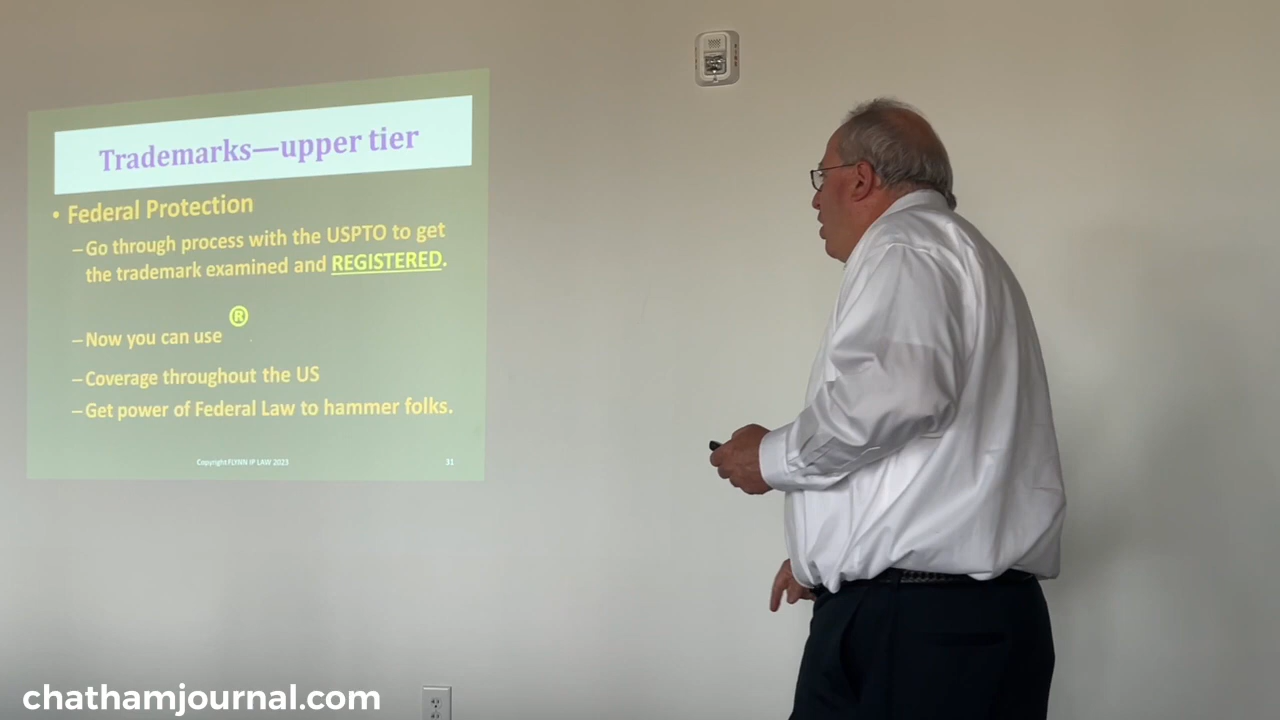 Trademarks—upper tier
• Federal Protection
–Go through process with the USPTO to get
the trademark examined and REGISTERED.
–Now you can use ®
–Coverage throughout the US
–Get power of Federal Law to hammer folks.
Copyright FLYNN IP LAW 2023
31
chathamjournal.com